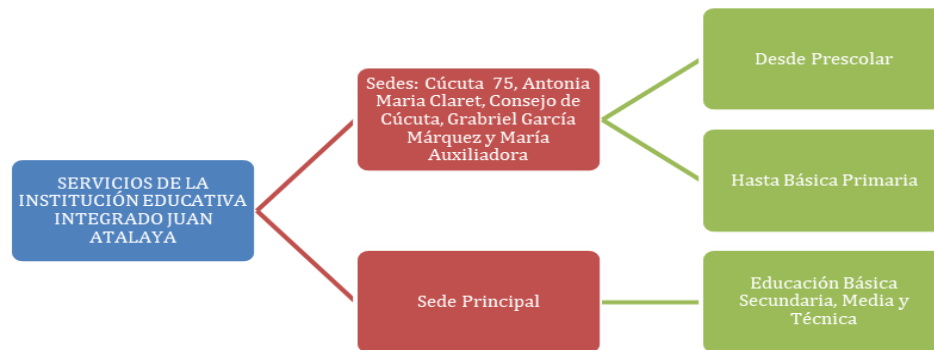 SERVICIOS DE LA
INSTITUCIÓN EDUCATIVA
INTEGRADO JUAN
ATALAYA
Sedes: Cúcuta 75, Antonia
Maria Claret, Consejo de
Cúcuta, Grabriel García
Márquez y María
Auxiliadora
Desde Prescolar
Hasta Básica Primaria
Sede Principal
Educación Básica
Secundaria, Media y
Técnica